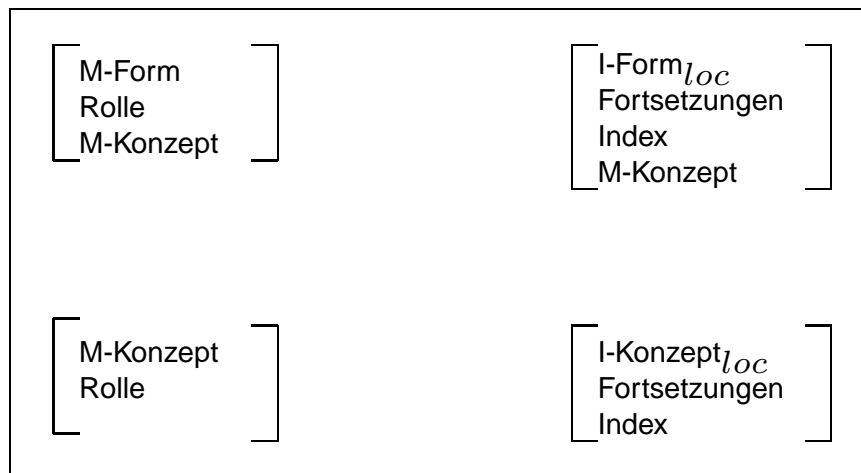 M-Form
Rolle
M-Konzept
I-Form_loc
Fortsetzungen
Index
M-Konzept
M-Konzept
Rolle
I-Konzept_loc
Fortsetzungen
Index